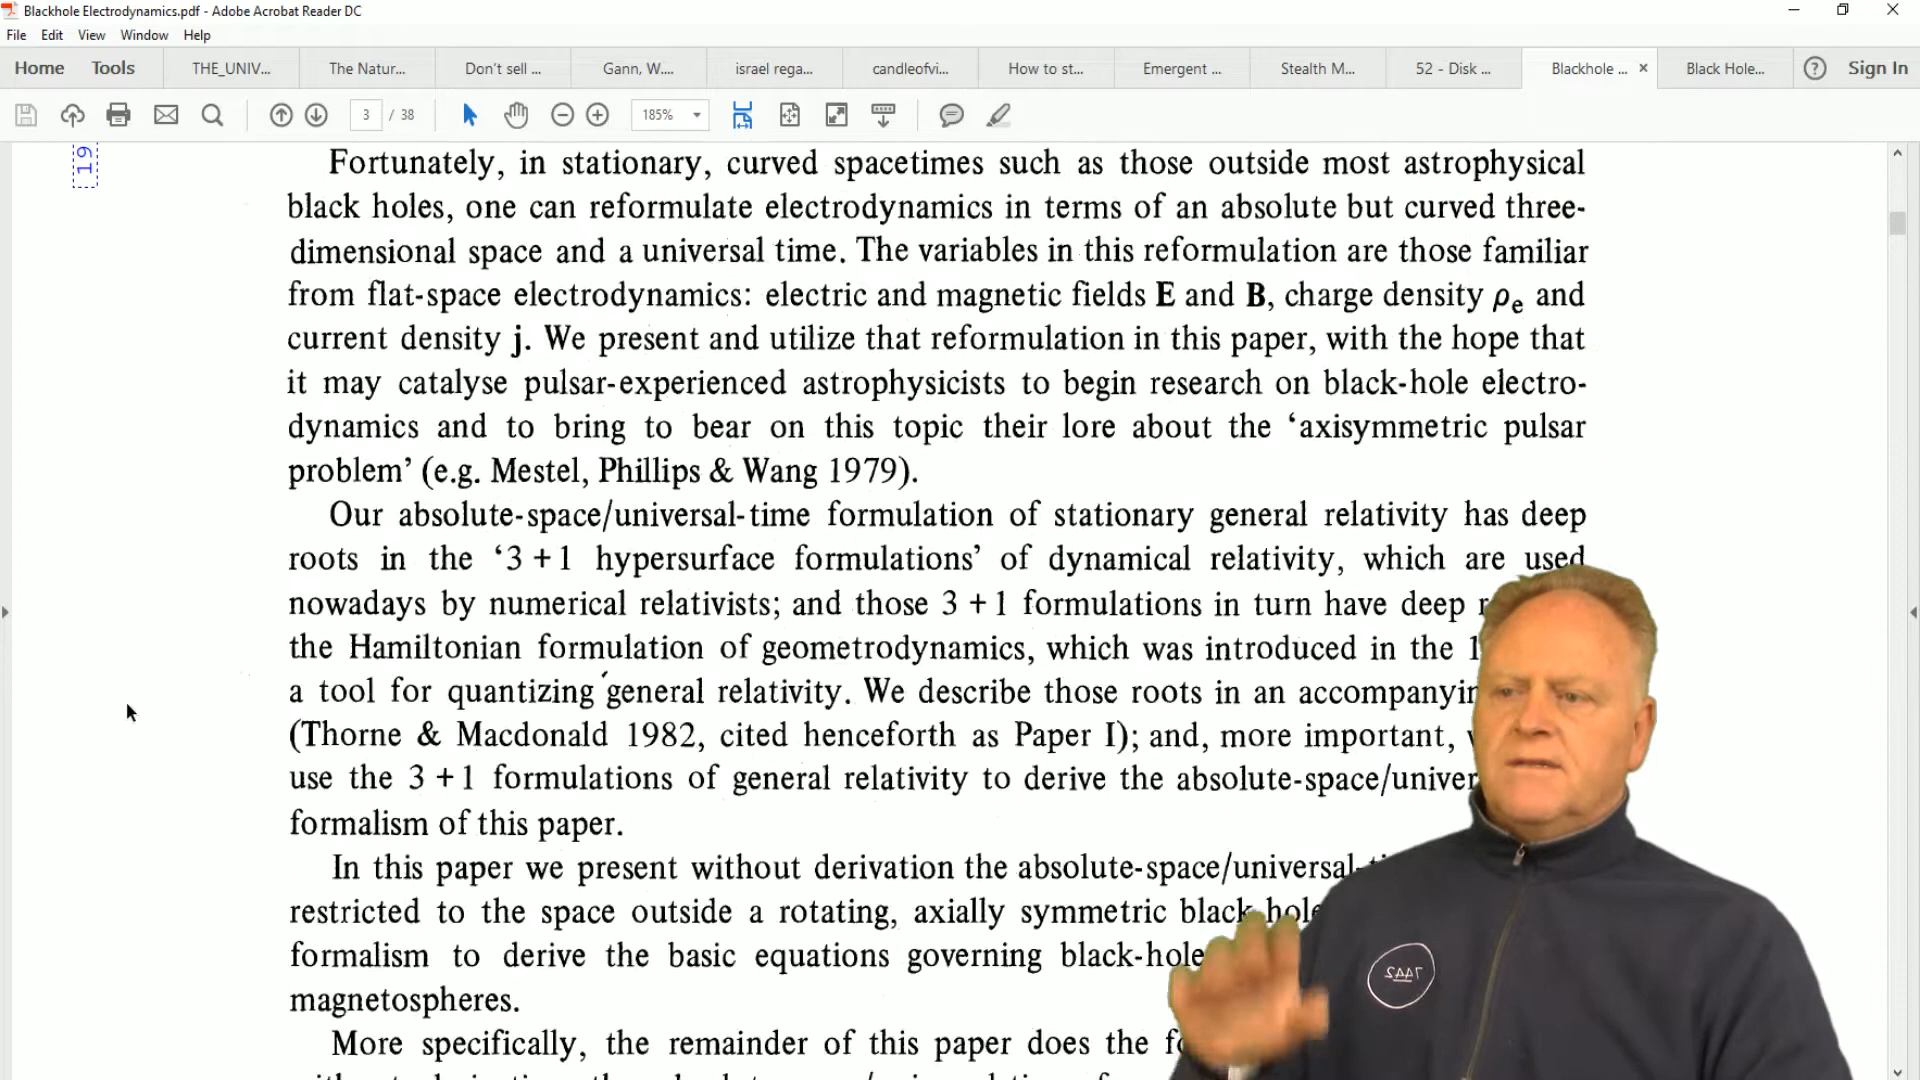 Blackhole Electrodynamics.pdf - Adobe Acrobat Reader DC
File Edit View Window Help
Home Tools THE_UNIV... The Natur... Don't sell ... Gann, W.... israel rega... candleofvi... How to st... Emergent ... Stealth M... 52 - Disk ... Blackhole ... Black Hole... Sign In
3 / 38 185%
19
Fortunately, in stationary, curved spacetimes such as those outside most astrophysical
black holes, one can reformulate electrodynamics in terms of an absolute but curved three-
dimensional space and a universal time. The variables in this reformulation are those familiar
from flat-space electrodynamics: electric and magnetic fields E and B, charge density ρe and
current density j. We present and utilize that reformulation in this paper, with the hope that
it may catalyse pulsar-experienced astrophysicists to begin research on black-hole electro-
dynamics and to bring to bear on this topic their lore about the ‘axisymmetric pulsar
problem’ (e.g. Mestel, Phillips & Wang 1979).
Our absolute-space/universal-time formulation of stationary general relativity has deep
roots in the ‘3 + 1 hypersurface formulations’ of dynamical relativity, which are used
nowadays by numerical relativists; and those 3 + 1 formulations in turn have deep
the Hamiltonian formulation of geometrodynamics, which was introduced in the
a tool for quantizing general relativity. We describe those roots in an
(Thorne & Macdonald 1982, cited henceforth as Paper I); and, more important,
use the 3 + 1 formulations of general relativity to derive the
formalism of this paper.
In this paper we present without derivation the
restricted to the space outside a rotating, axially symmetric
formalism to derive the basic equations governing
magnetospheres.
More specifically, the remainder of this paper does the